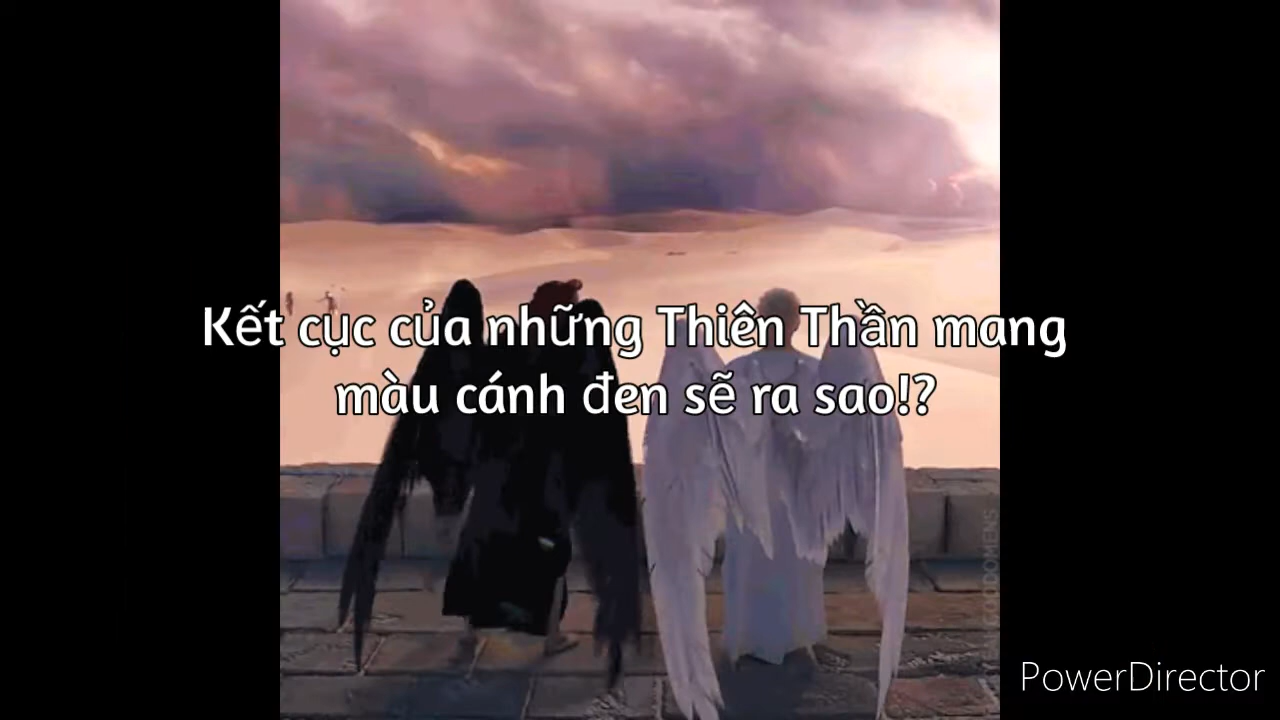 Kết cục của những Thiên Thần mang
màu cánh đen sẽ ra sao!?
PowerDirector